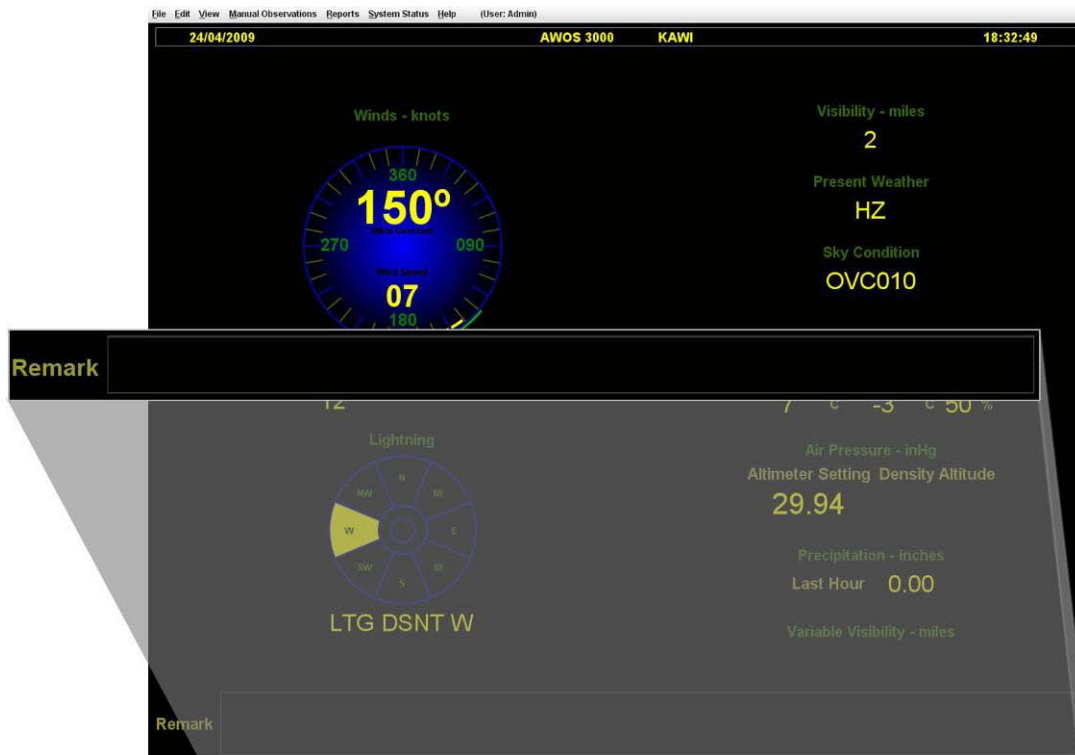 File Edit View Manual Observations Reports System Status Help (User: Admin)
24/04/2009 AWOS 3000 KAWI 18:32:49
Winds - knots
360
150º
Wind Direction
270 090
Wind Speed
07
180
Visibility - miles
2
Present Weather
HZ
Sky Condition
OVC010
Remark
12
7 C -3 C 50 %
Lightning
N
NW NE
W E
SW SE
S
LTG DSNT W
Air Pressure - inHg
Altimeter Setting Density Altitude
29.94
Precipitation - inches
Last Hour 0.00
Variable Visibility - miles
Remark